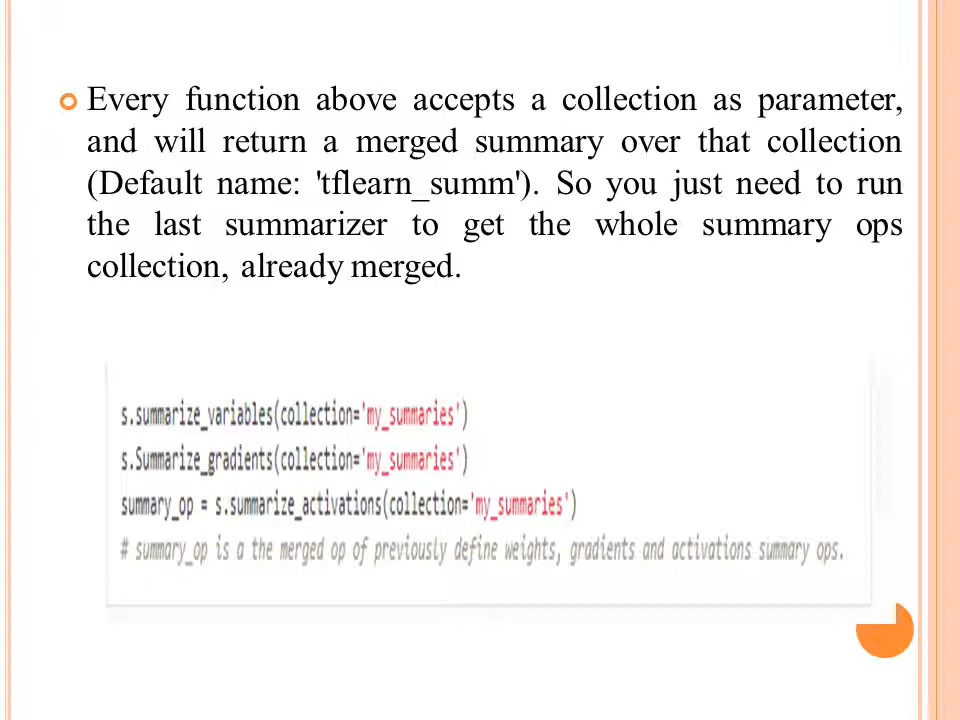 Every function above accepts a collection as parameter,
and will return a merged summary over that collection
(Default name: 'tflearn_summ'). So you just need to run
the last summarizer to get the whole summary ops
collection, already merged.
s.summarize_variables(collection='my_summaries')
s.Summarize_gradients(collection='my_summaries')
summary_op = s.summarize_activations(collection='my_summaries')
# summary_op is a the merged op of previously define weights, gradients and activations summary ops.